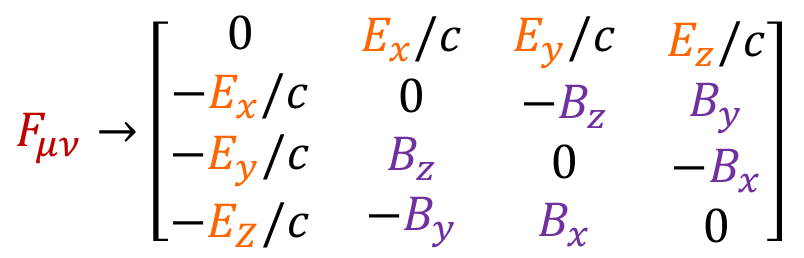 0 E_x/c E_y/c E_z/c
−E_x/c 0 −B_z B_y
F_μν → −E_y/c B_z 0 −B_x
−E_Z/c −B_y B_x 0